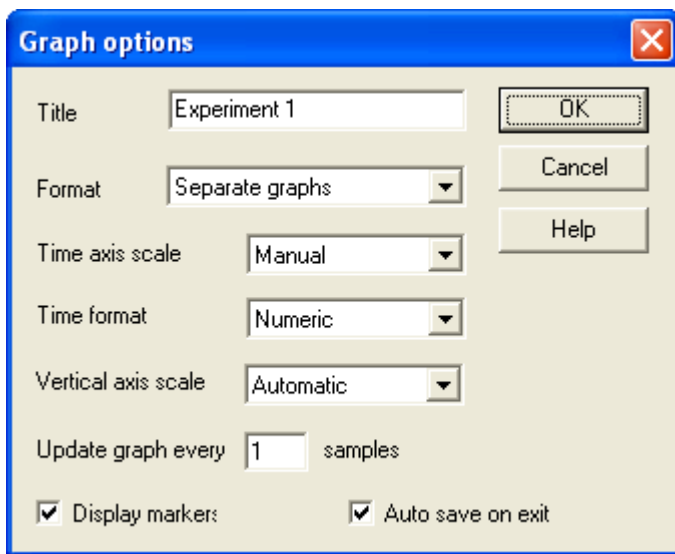 Graph options
Title Experiment 1 OK
Cancel
Format Separate graphs
Help
Time axis scale Manual
Time format Numeric
Vertical axis scale Automatic
Update graph every 1 samples
Display markers Auto save on exit